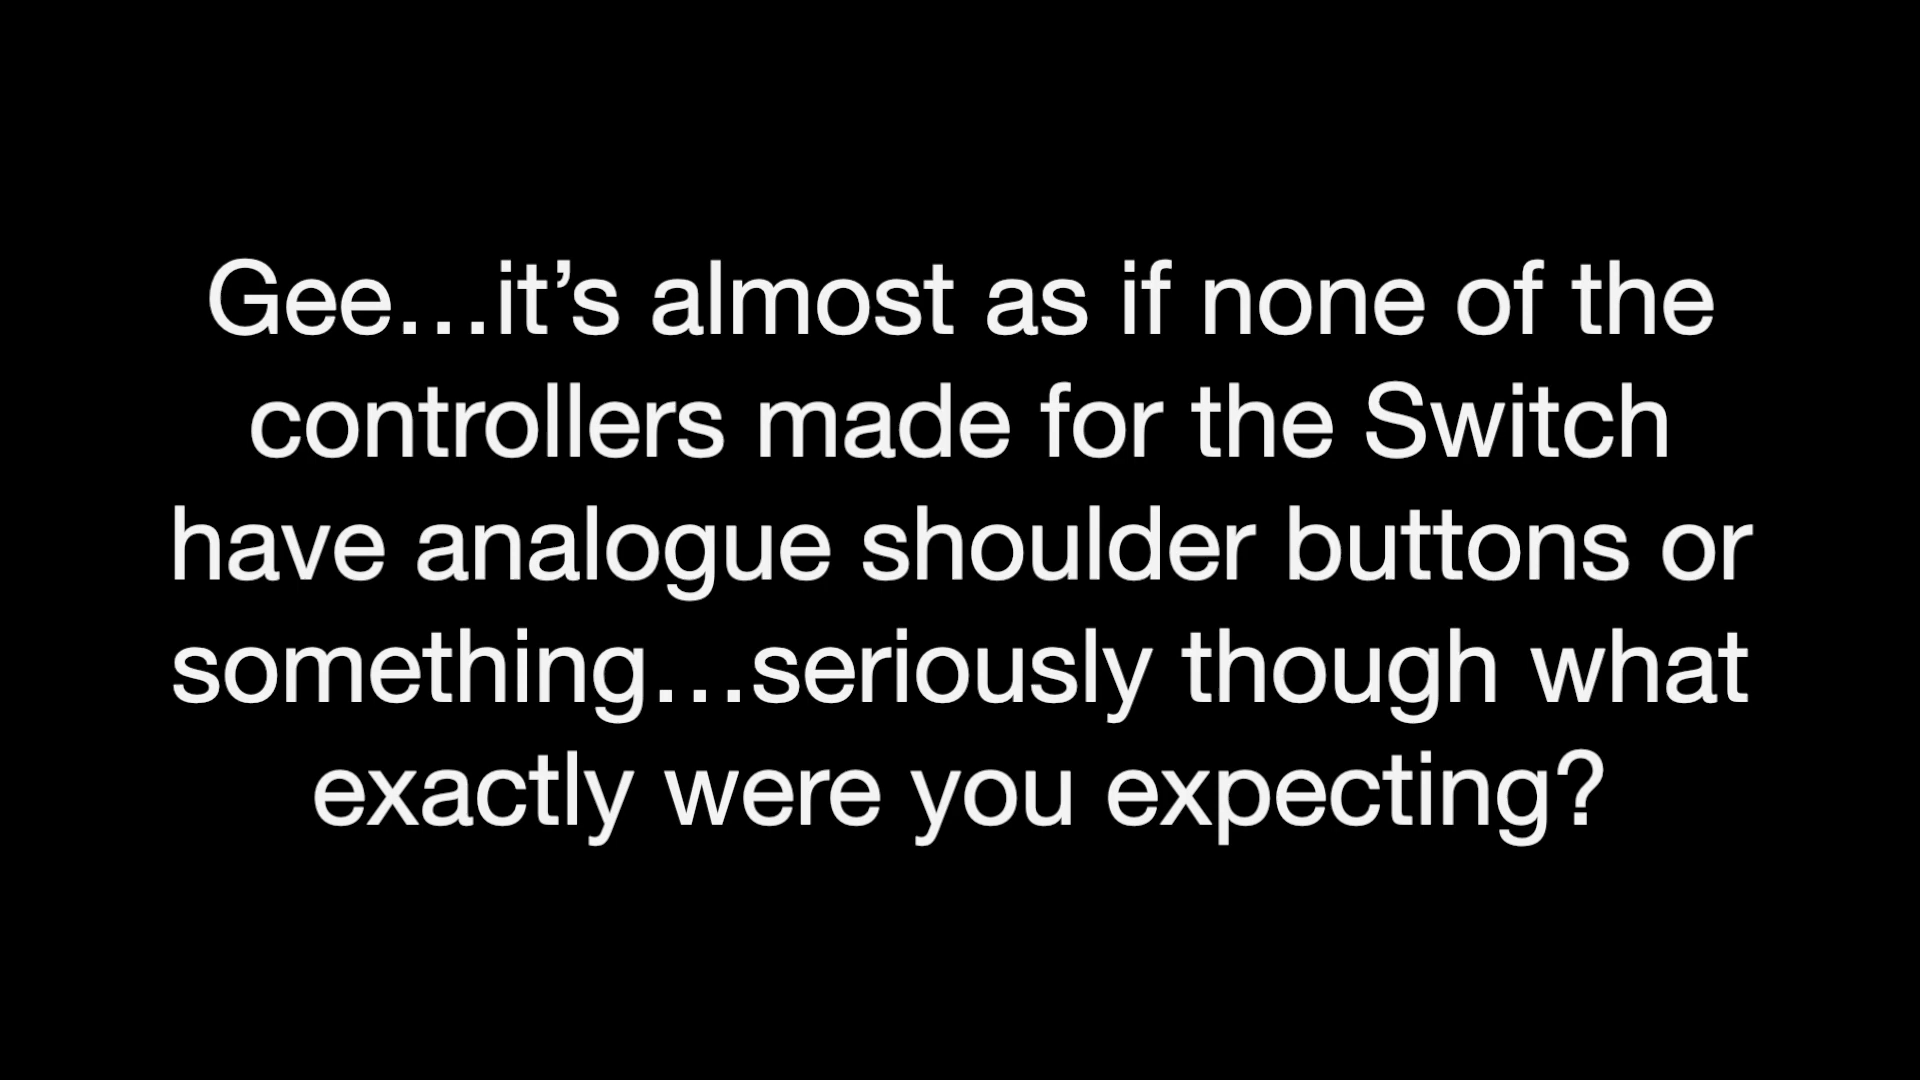 Gee…it’s almost as if none of the
controllers made for the Switch
have analogue shoulder buttons or
something…seriously though what
exactly were you expecting?